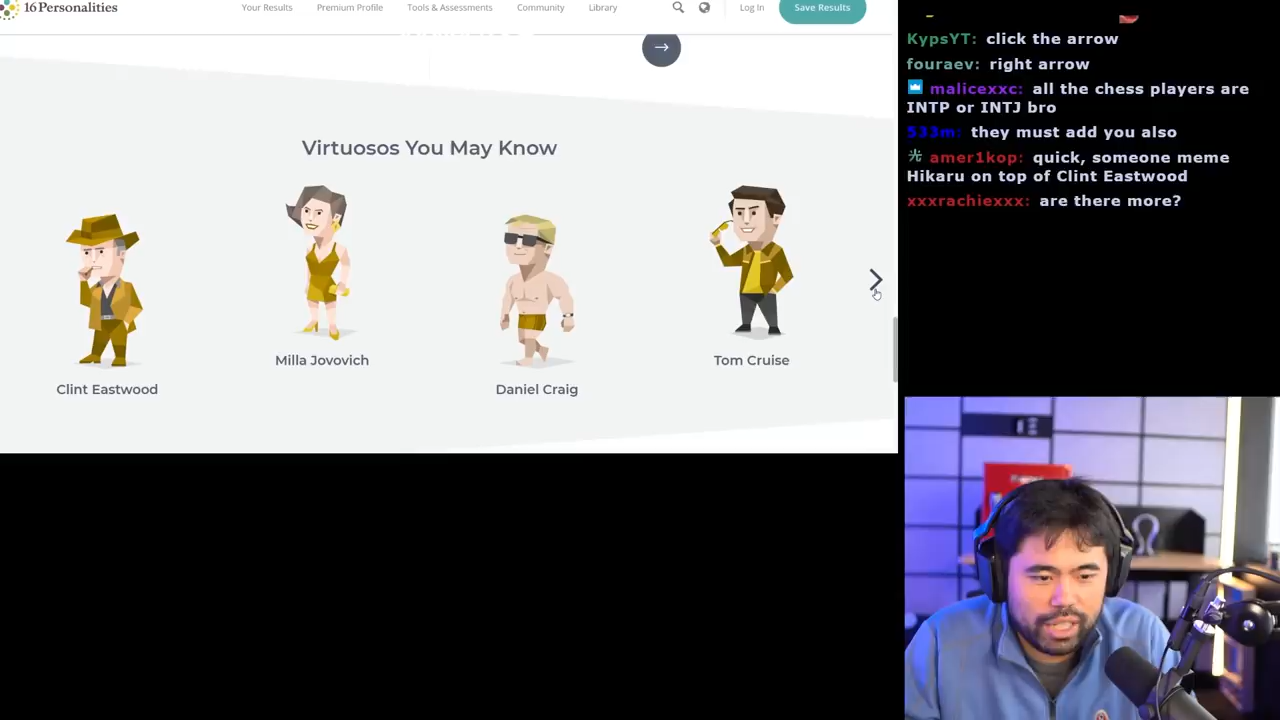 16 Personalities
Your Results
Premium Profile
Tools & Assessments
Community
Library
Log In
Save Results
Virtuosos You May Know
Clint Eastwood
Milla Jovovich
Daniel Craig
Tom Cruise
KypsYT: click the arrow
fouraev: right arrow
malicexxc: all the chess players are
INTP or INTJ bro
533m: they must add you also
amer1kop: quick, someone meme
Hikaru on top of Clint Eastwood
xxxrachiexxx: are there more?